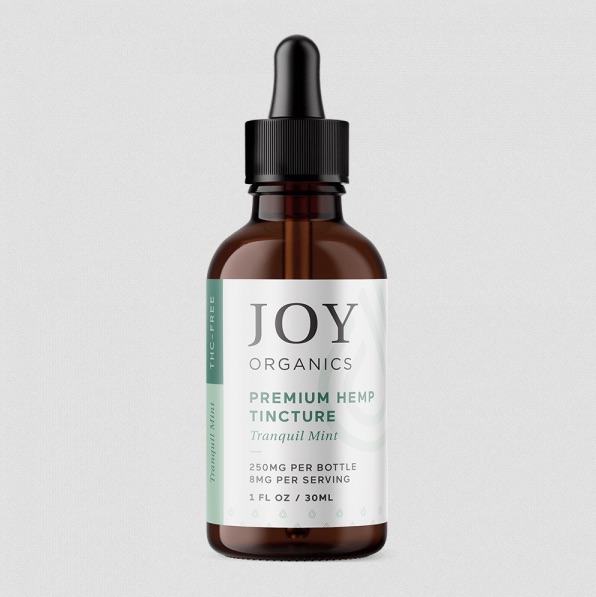 JOY
ORGANICS
PREMIUM HEMP
TINCTURE
Tranquil Mint
250MG PER BOTTLE
8MG PER SERVING
1 FL OZ / 30ML
THC-FREE
Tranquil Mint